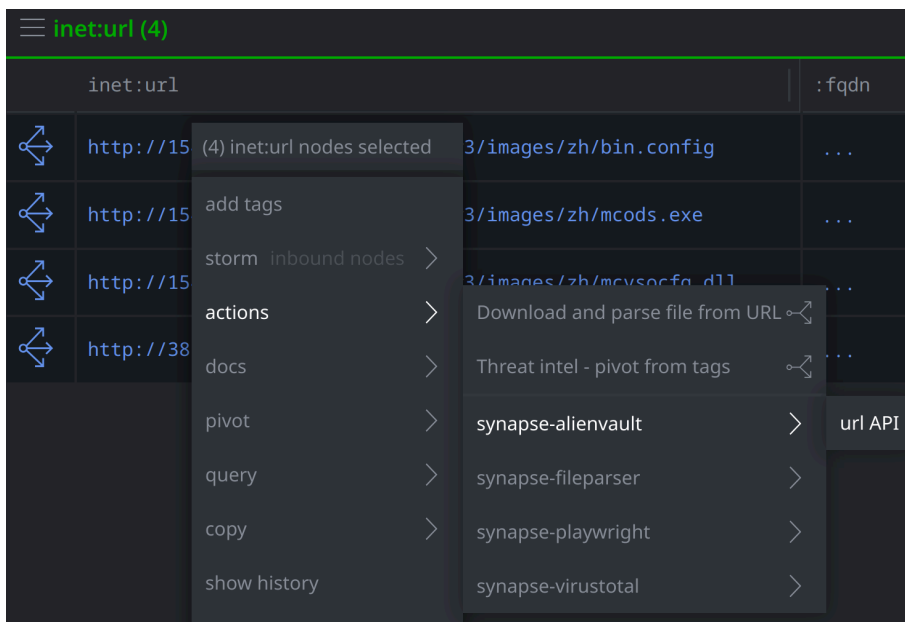 inet:url (4)
inet:url :fqdn
http://15 3/images/zh/bin.config ...
(4) inet:url nodes selected
http://15 3/images/zh/mcods.exe ...
add tags
storm inbound nodes
http://15 3/images/zh/mcvsocfg.dll ...
actions
Download and parse file from URL
http://38 ...
docs
Threat intel - pivot from tags
pivot
synapse-alienvault
url API
query
synapse-fileparser
copy
synapse-playwright
show history
synapse-virustotal